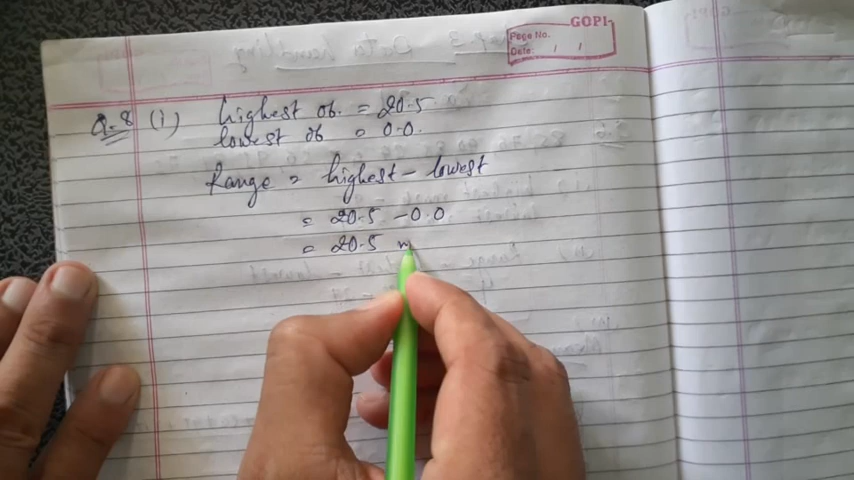 GOPI
Page No.
Date: / /
Q.8 (i) highest ob. = 20.5
lowest ob = 0.0.
Range = highest - lowest
= 20.5 - 0.0
= 20.5 m